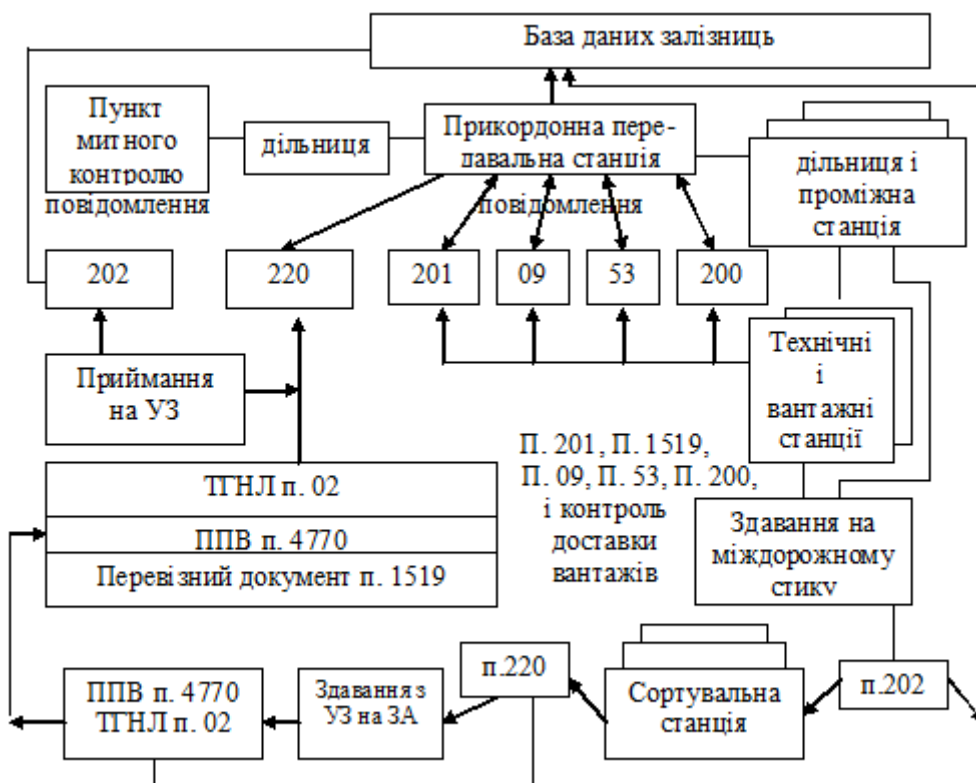 База даних залізниць
Пункт
митного
контролю
повідомлення
дільниця
Прикордонна пере-
давальна станція
повідомлення
дільниця і
проміжна
станція
202
220
201
09
53
200
Приймання
на УЗ
Технічні
і
вантажні
станції
П. 201, П. 1519,
П. 09, П. 53, П. 200,
і контроль
доставки
вантажів
ТГНЛ п. 02
ППВ п. 4770
Перевізний документ п. 1519
Здавання на
міждорожному
стику
ППВ п. 4770
ТГНЛ п. 02
Здавання з
УЗ на ЗА
п.220
Сортувальна
станція
п.202